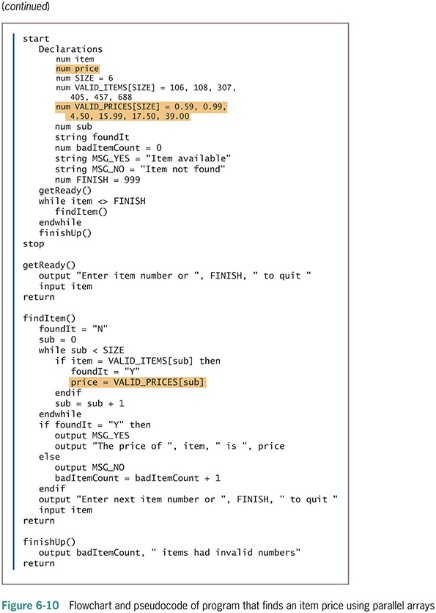 (continued)
start
Declarations
num item
num price
num SIZE = 6
num VALID_ITEMS[SIZE] = 106, 108, 307,
405, 457, 688
num VALID_PRICES[SIZE] = 0.59, 0.99,
4.50, 15.99, 17.50, 39.00
num sub
string foundIt
num badItemCount = 0
string MSG_YES = "Item available"
string MSG_NO = "Item not found"
num FINISH = 999
getReady()
while item <> FINISH
findItem()
endwhile
finishUp()
stop
getReady()
output "Enter item number or ", FINISH, " to quit "
input item
return
findItem()
foundIt = "N"
sub = 0
while sub < SIZE
if item = VALID_ITEMS[sub] then
foundIt = "Y"
price = VALID_PRICES[sub]
endif
sub = sub + 1
endwhile
if foundIt = "Y" then
output MSG_YES
output "The price of ", item, " is ", price
else
output MSG_NO
badItemCount = badItemCount + 1
endif
output "Enter next item number or ", FINISH, " to quit "
input item
return
finishUp()
output badItemCount, " items had invalid numbers"
return
Figure 6-10 Flowchart and pseudocode of program that finds an item price using parallel arrays